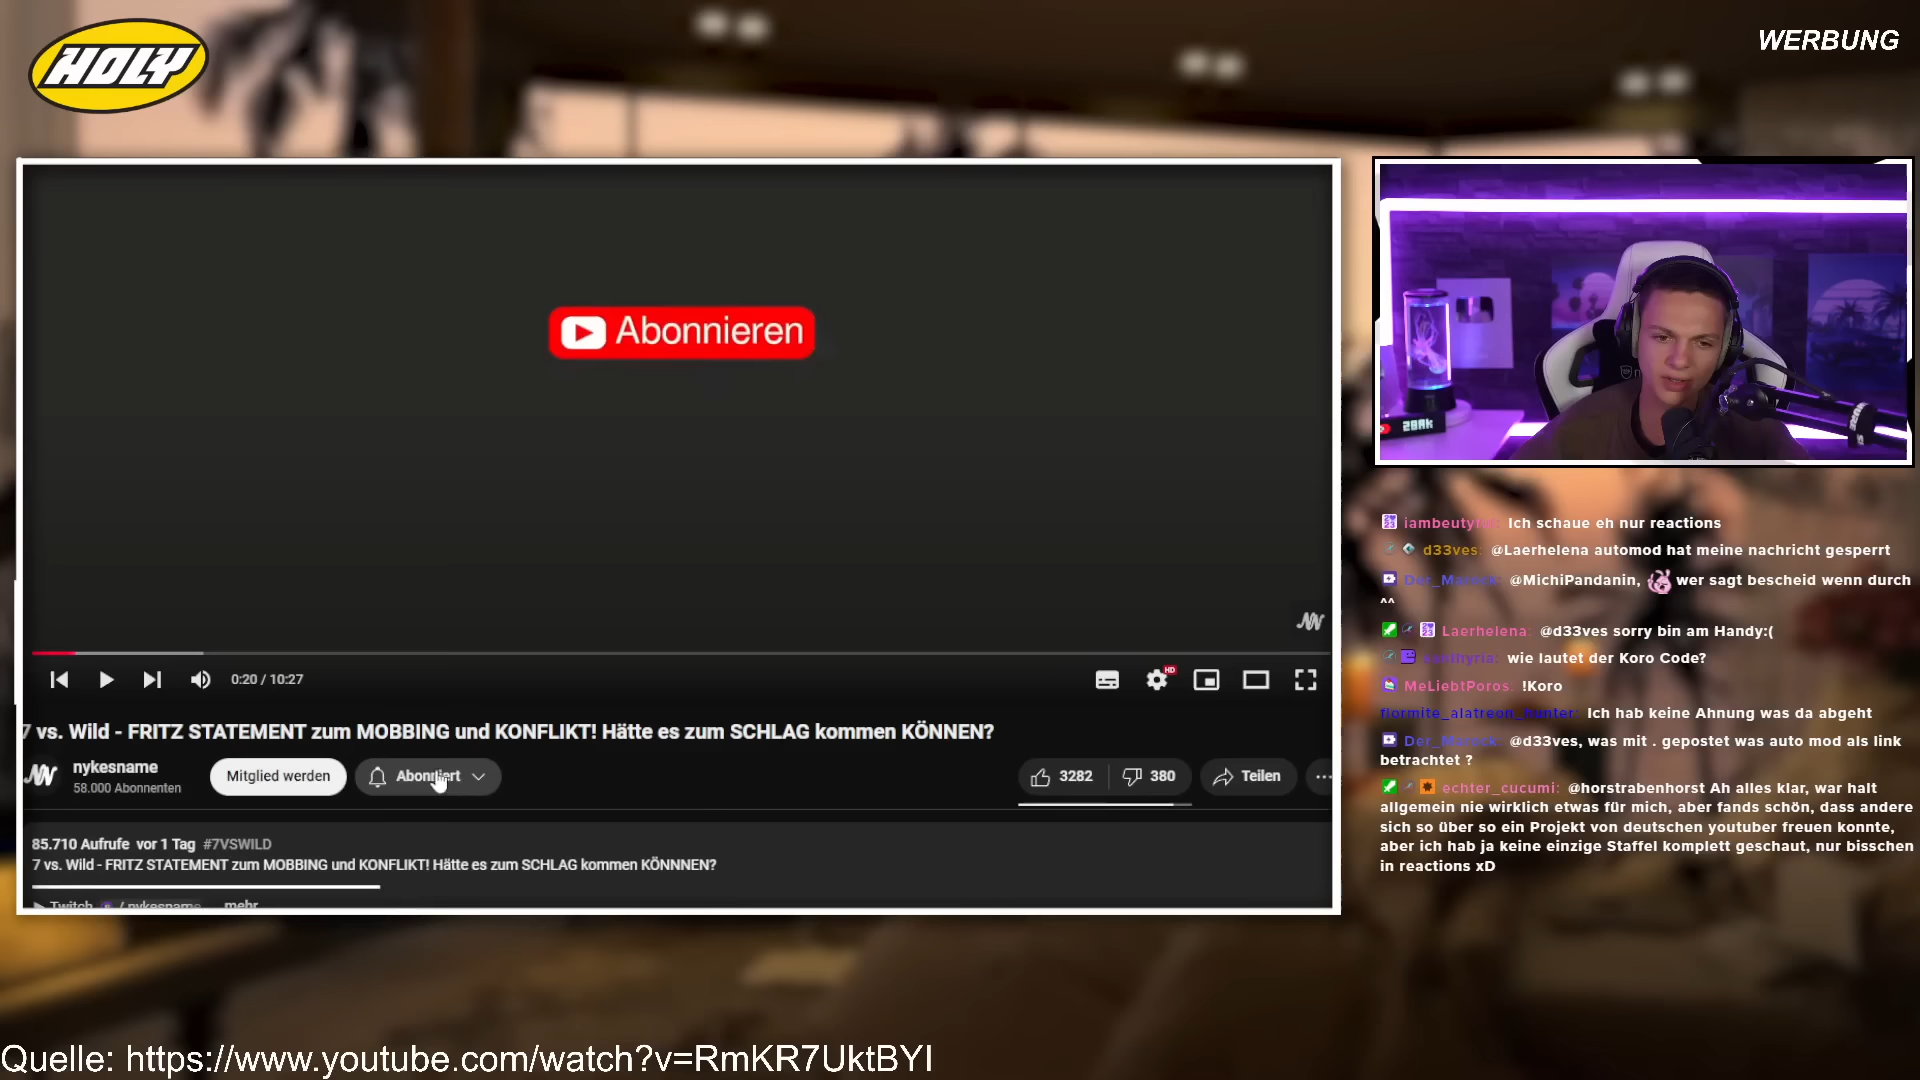 HOLY
WERBUNG
Abonnieren
0:20 / 10:27
HD
7 vs. Wild - FRITZ STATEMENT zum MOBBING und KONFLIKT! Hätte es zum SCHLAG kommen KÖNNEN?
nykesname
58.000 Abonnenten
Mitglied werden
Abonniert
3282
380
Teilen
85.710 Aufrufe vor 1 Tag #7VSWILD
7 vs. Wild - FRITZ STATEMENT zum MOBBING und KONFLIKT! Hätte es zum SCHLAG kommen KÖNNNEN?
Twitch / nykesname
mehr
iambeuty: Ich schaue eh nur reactions
d33ves: @Laerhelena automod hat meine nachricht gesperrt
@MichiPandanin, wer sagt bescheid wenn durch
^^
Laerhelena: @d33ves sorry bin am Handy:(
wie lautet der Koro Code?
MeLiebtPoros: !Koro
Ich hab keine Ahnung was da abgeht
@d33ves, was mit . gepostet was auto mod als link
betrachtet ?
echter_cucumi: @horstrabenhorst Ah alles klar, war halt
allgemein nie wirklich etwas für mich, aber fands schön, dass andere
sich so über so ein Projekt von deutschen youtuber freuen konnte,
aber ich hab ja keine einzige Staffel komplett geschaut, nur bisschen
in reactions xD
Quelle: https://www.youtube.com/watch?v=RmKR7UktBYI